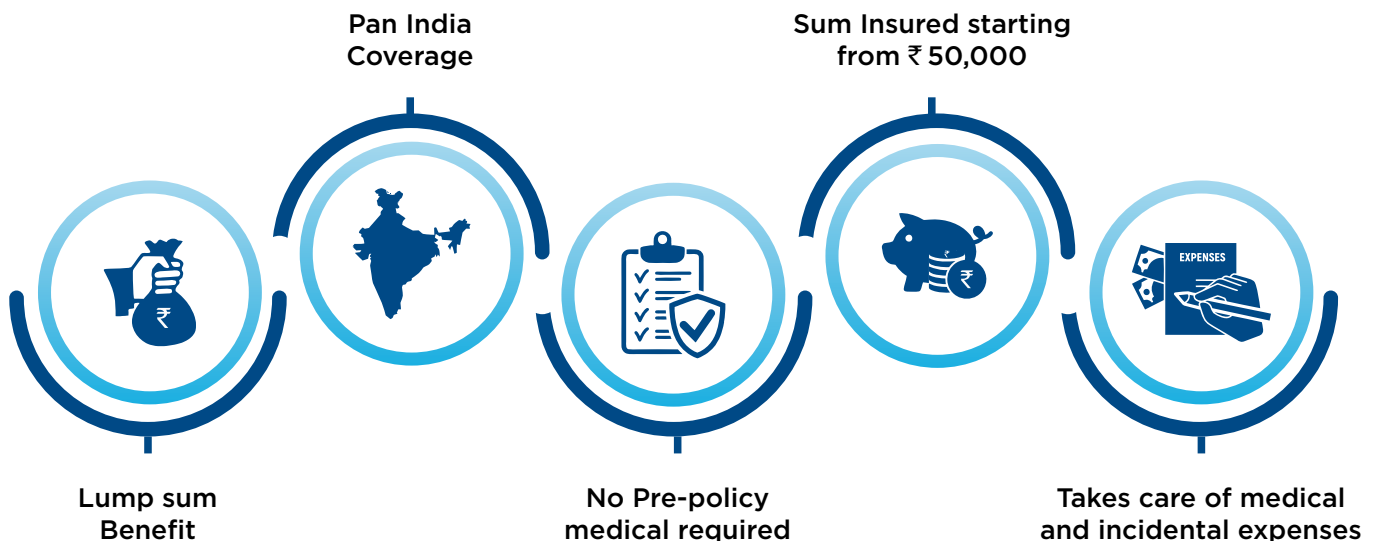 Pan India
Coverage
Sum Insured starting
from ₹ 50,000
₹
₹
₹
EXPENSES
Lump sum
Benefit
No Pre-policy
medical required
Takes care of medical
and incidental expenses